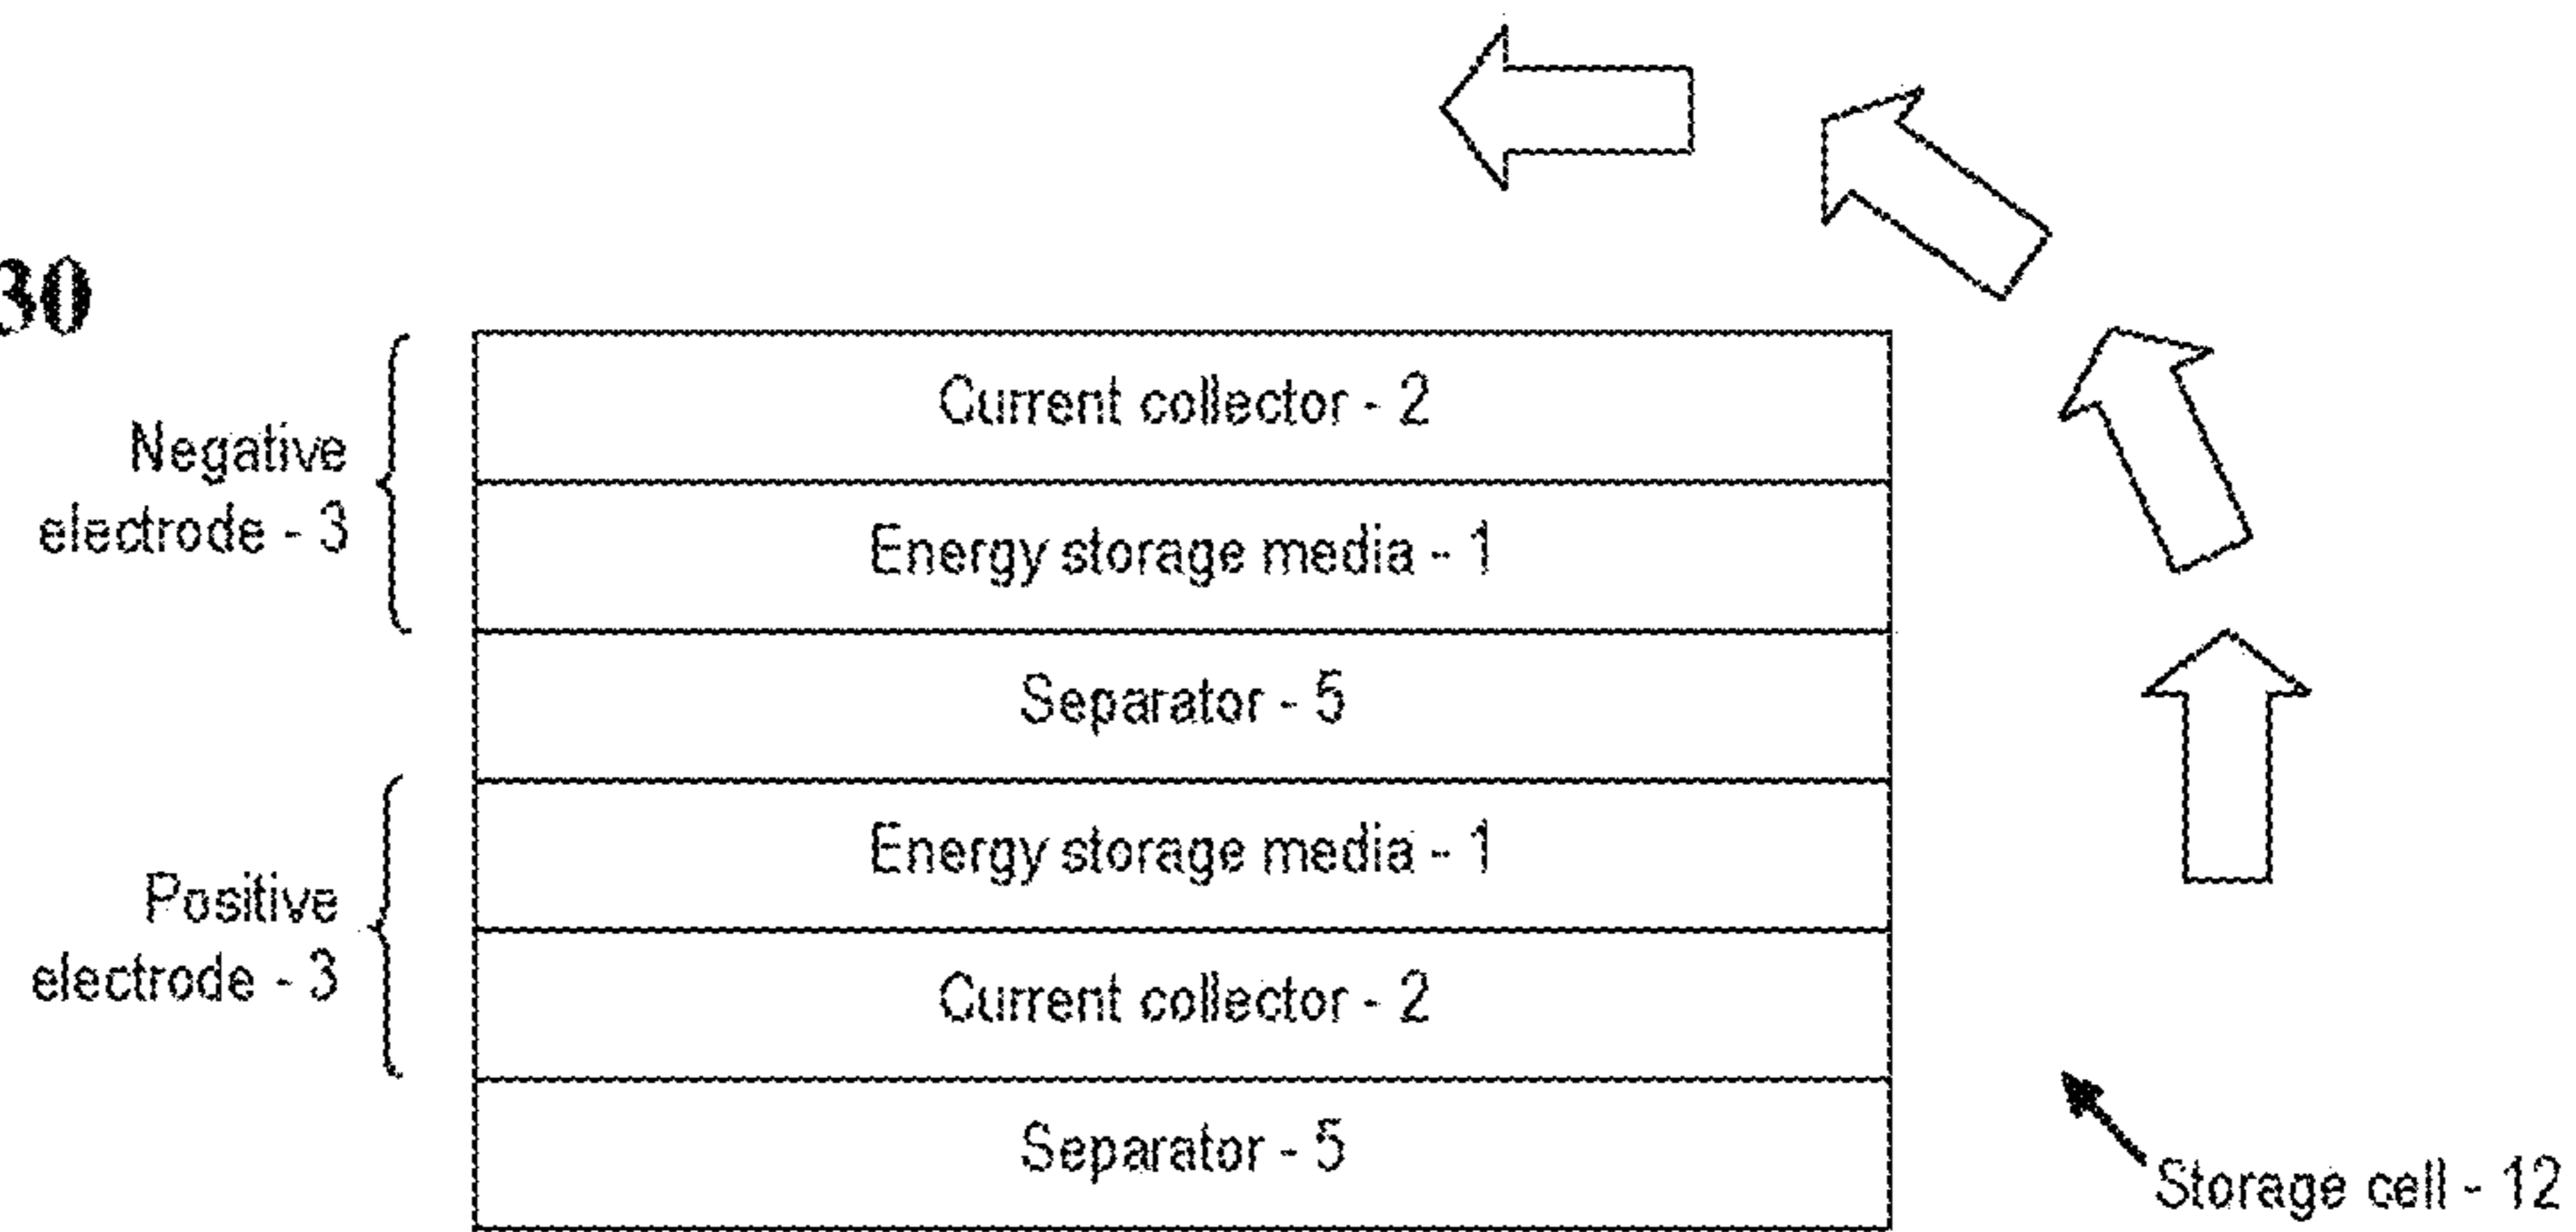 30
Current collector - 2
Negative
electrode - 3
Energy storage media - 1
Separator - 5
Energy storage media - 1
Positive
electrode - 3
Current collector - 2
Separator - 5
Storage cell - 12